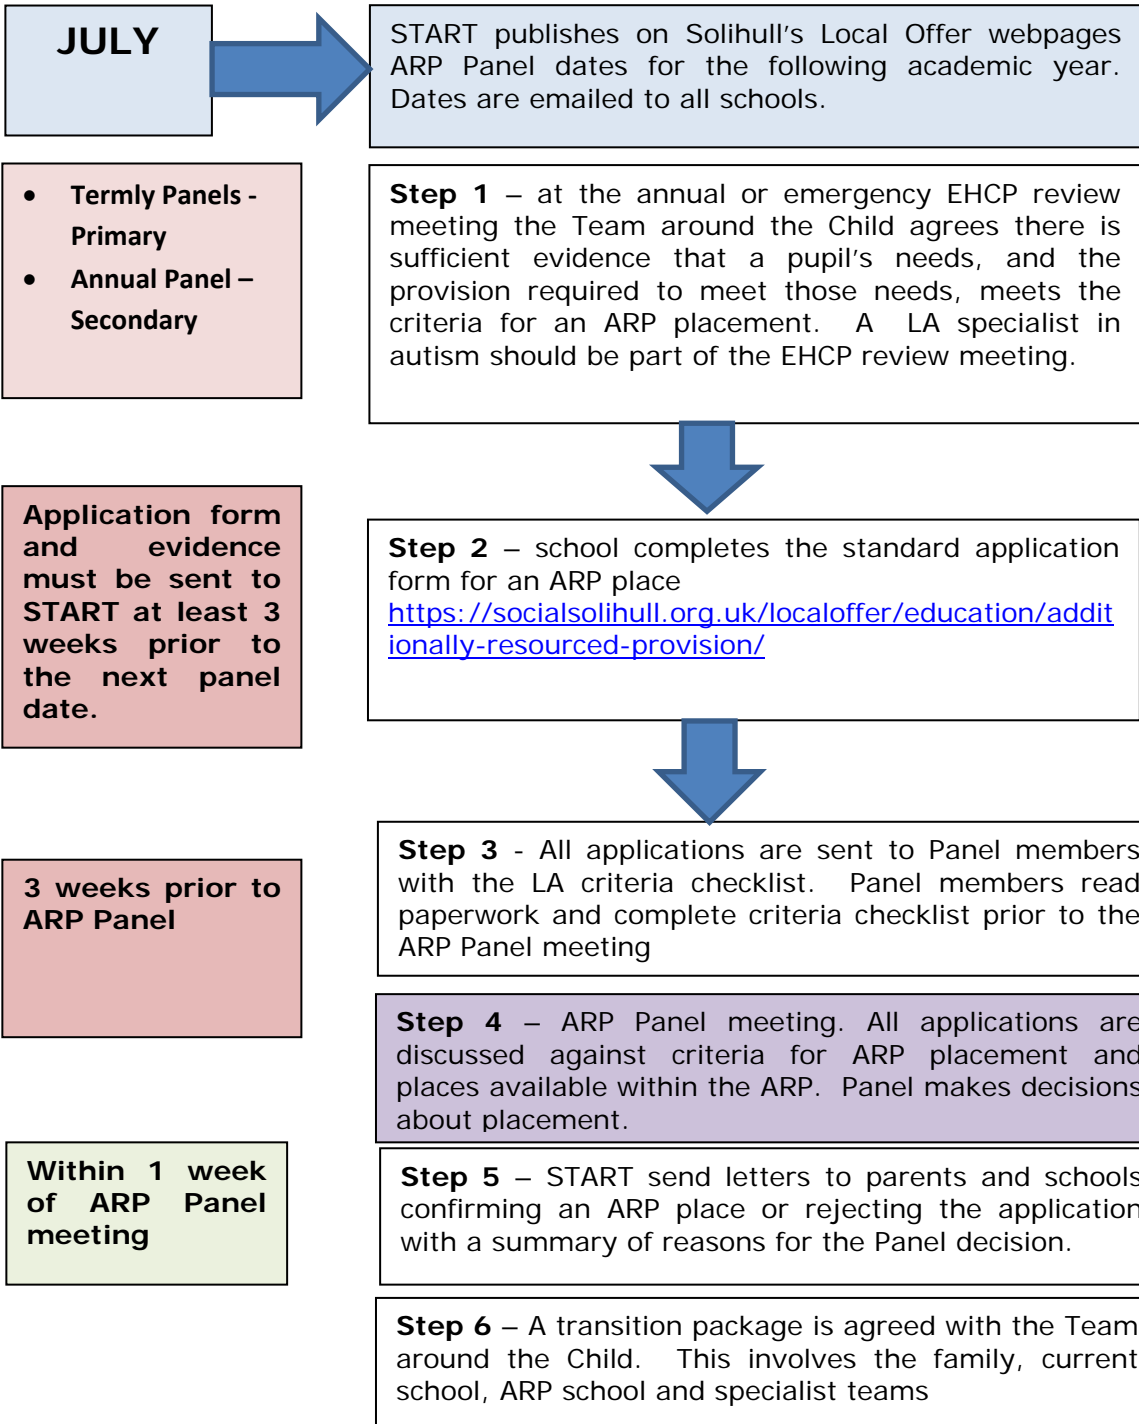 JULY
START publishes on Solihull's Local Offer webpages
ARP Panel dates for the following academic year.
Dates are emailed to all schools.
• Termly Panels -
Primary
• Annual Panel –
Secondary
Step 1 – at the annual or emergency EHCP review
meeting the Team around the Child agrees there is
sufficient evidence that a pupil's needs, and the
provision required to meet those needs, meets the
criteria for an ARP placement. A LA specialist in
autism should be part of the EHCP review meeting.
Application form
and evidence
must be sent to
START at least 3
weeks prior to
the next panel
date.
Step 2 – school completes the standard application
form for an ARP place
https://socialsolihull.org.uk/localoffer/education/addit
ionally-resourced-provision/
3 weeks prior to
ARP Panel
Step 3 - All applications are sent to Panel members
with the LA criteria checklist. Panel members read
paperwork and complete criteria checklist prior to the
ARP Panel meeting
Step 4 – ARP Panel meeting. All applications are
discussed against criteria for ARP placement and
places available within the ARP. Panel makes decisions
about placement.
Within 1 week
of ARP Panel
meeting
Step 5 – START send letters to parents and schools
confirming an ARP place or rejecting the application
with a summary of reasons for the Panel decision.
Step 6 – A transition package is agreed with the Team
around the Child. This involves the family, current
school, ARP school and specialist teams